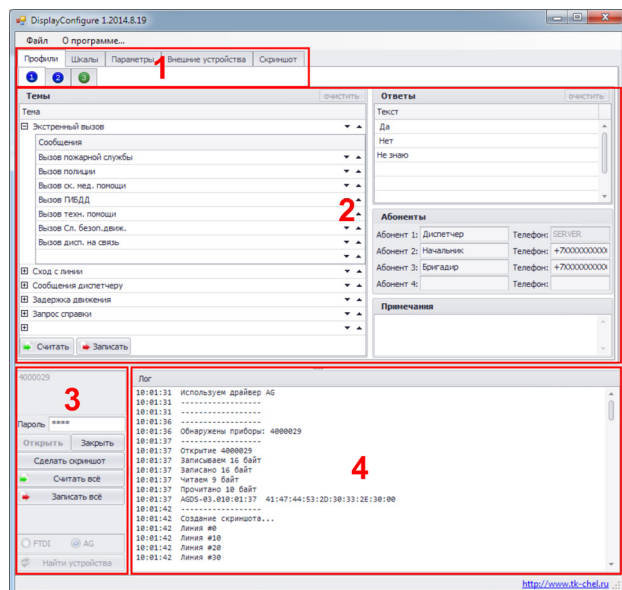 DisplayConfigure 1.2014.8.19
Файл О программе...
Профили Шкалы Параметры Внешние устройства Скриншот
1
1 2 3
Темы очистить
Тема
Экстренный вызов
Сообщения
Вызов пожарной службы
Вызов полиции
Вызов ск. мед. помощи
Вызов ГИБДД
Вызов техн. помощи
Вызов Сл. безоп.движ.
Вызов дисп. на связь
Сход с линии
Сообщения диспетчеру
Задержка движения
Запрос справки
Считать Записать
2
Ответы очистить
Текст
Да
Нет
Не знаю
Абоненты
Абонент 1: Диспетчер Телефон: SERVER
Абонент 2: Начальник Телефон: +7XXXXXXXXXX
Абонент 3: Бригадир Телефон: +7XXXXXXXXXX
Абонент 4: Телефон:
Примечания
4000029
3
Пароль ****
Открыть Закрыть
Сделать скриншот
Считать всё
Записать всё
FTDI AG
Найти устройства
Лог
10:01:31 Используем драйвер AG
10:01:31 ------------------
10:01:31 ------------------
10:01:36 ------------------
10:01:36 Обнаружены приборы: 4000029
10:01:37 ------------------
10:01:37 Открытие 4000029
10:01:37 Записываем 16 байт
10:01:37 Записано 16 байт
10:01:37 Читаем 9 байт
10:01:37 Прочитано 10 байт
10:01:37 AGDS-03.010:01:37 41:47:44:53:2D:30:33:2E:30:00
10:01:42 ------------------
10:01:42 Создание скриншота...
10:01:42 Линия #0
10:01:42 Линия #10
10:01:42 Линия #20
10:01:42 Линия #30
4
http://www.tk-chel.ru